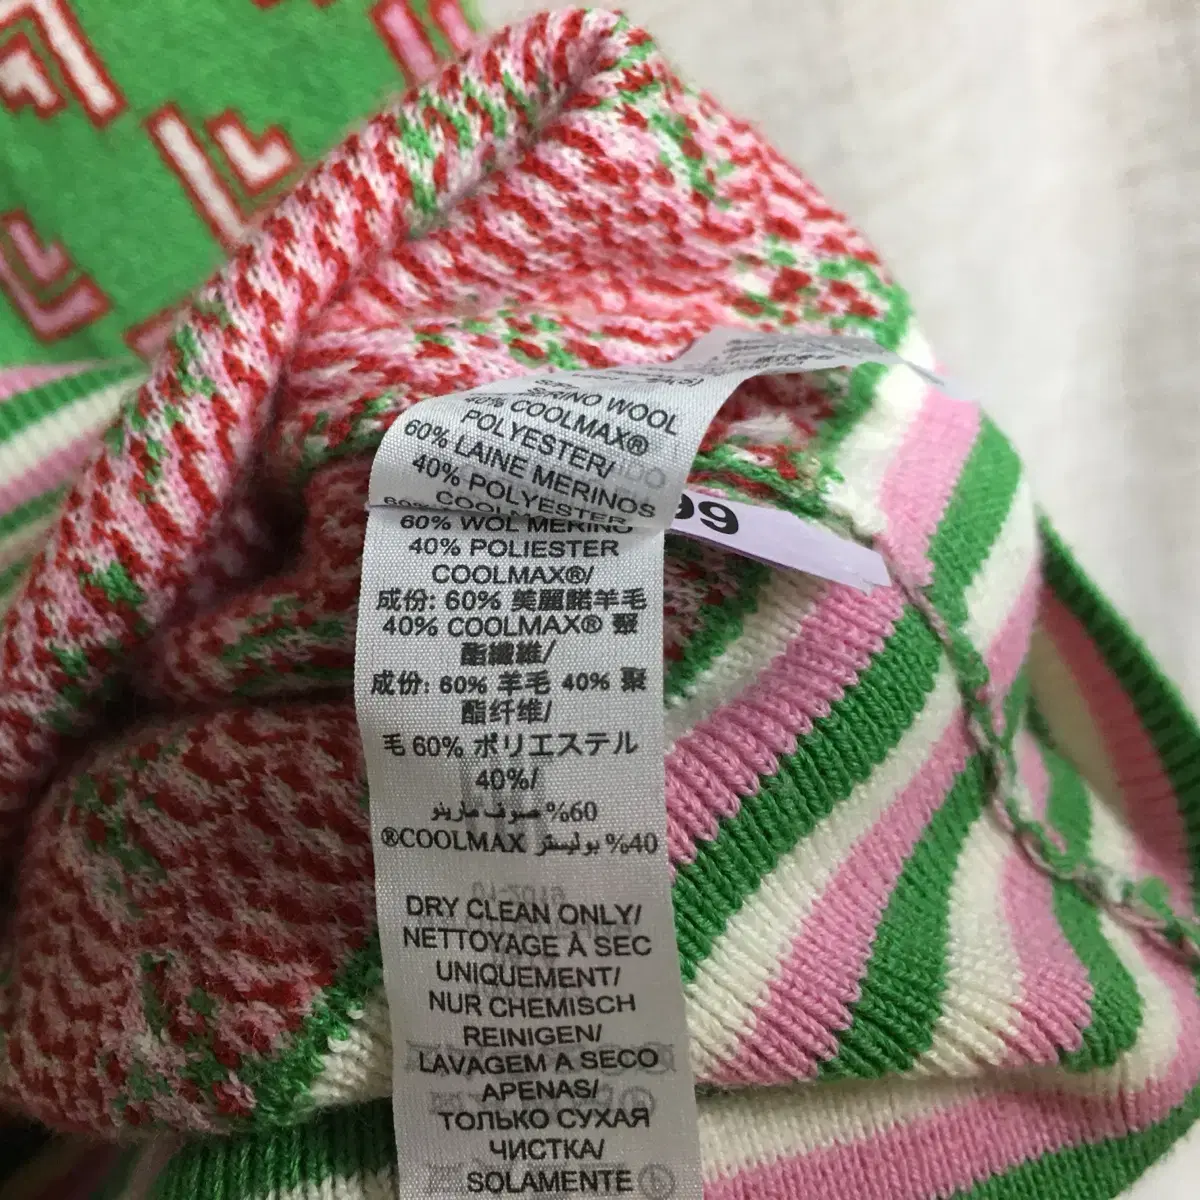 MERINO WOOL
40% COOLMAX®
POLYESTER/
60% LAINE MERINOS
40% POLYESTER
COOLMAX
60% WOL MERINO
40% POLIESTER
COOLMAX®/
成份: 60% 美麗諾羊毛
40% COOLMAX® 聚
酯纖維/
成份: 60% 羊毛 40% 聚
酯纤维/
毛 60% ポリエステル
40%/
%60 صوف مارينو
%40 بوليستر COOLMAX®
DRY CLEAN ONLY/
NETTOYAGE À SEC
UNIQUEMENT/
NUR CHEMISCH
REINIGEN/
LAVAGEM A SECO
APENAS/
ТОЛЬКО СУХАЯ
ЧИСТКА/
SOLAMENTE
99